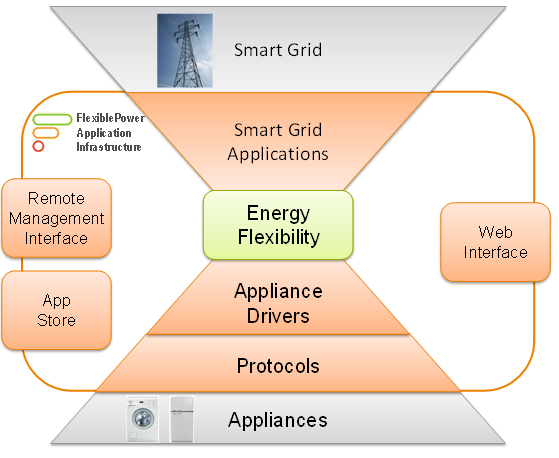 Smart Grid
FlexiblePower
Application
Infrastructure
Smart Grid
Applications
Remote
Management
Interface
Energy
Flexibility
Web
Interface
App
Store
Appliance
Drivers
Protocols
Appliances